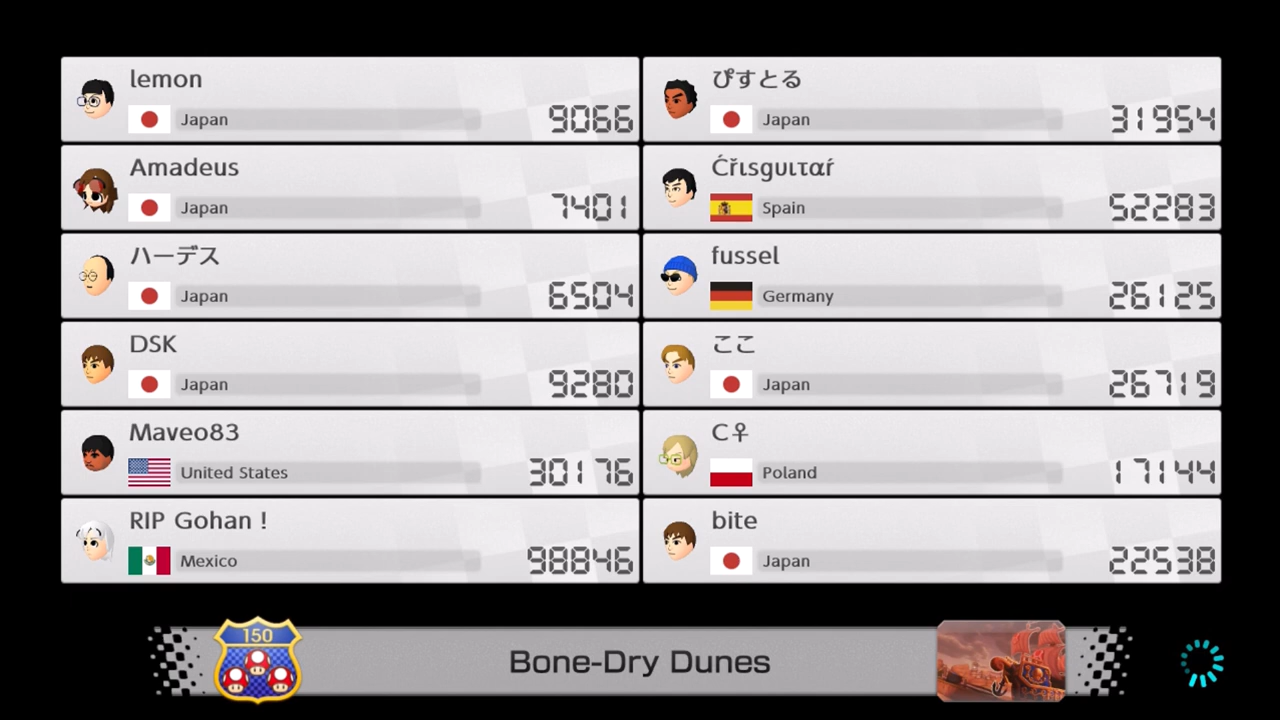 lemon
Japan
9066
Amadeus
Japan
7401
ハーデス
Japan
6504
DSK
Japan
9280
Maveo83
United States
30176
RIP Gohan !
Mexico
98846
ぴすとる
Japan
31954
Ćřιsgυιταŕ
Spain
52283
fussel
Germany
26125
ここ
Japan
26719
C♀
Poland
17144
bite
Japan
22538
150
Bone-Dry Dunes